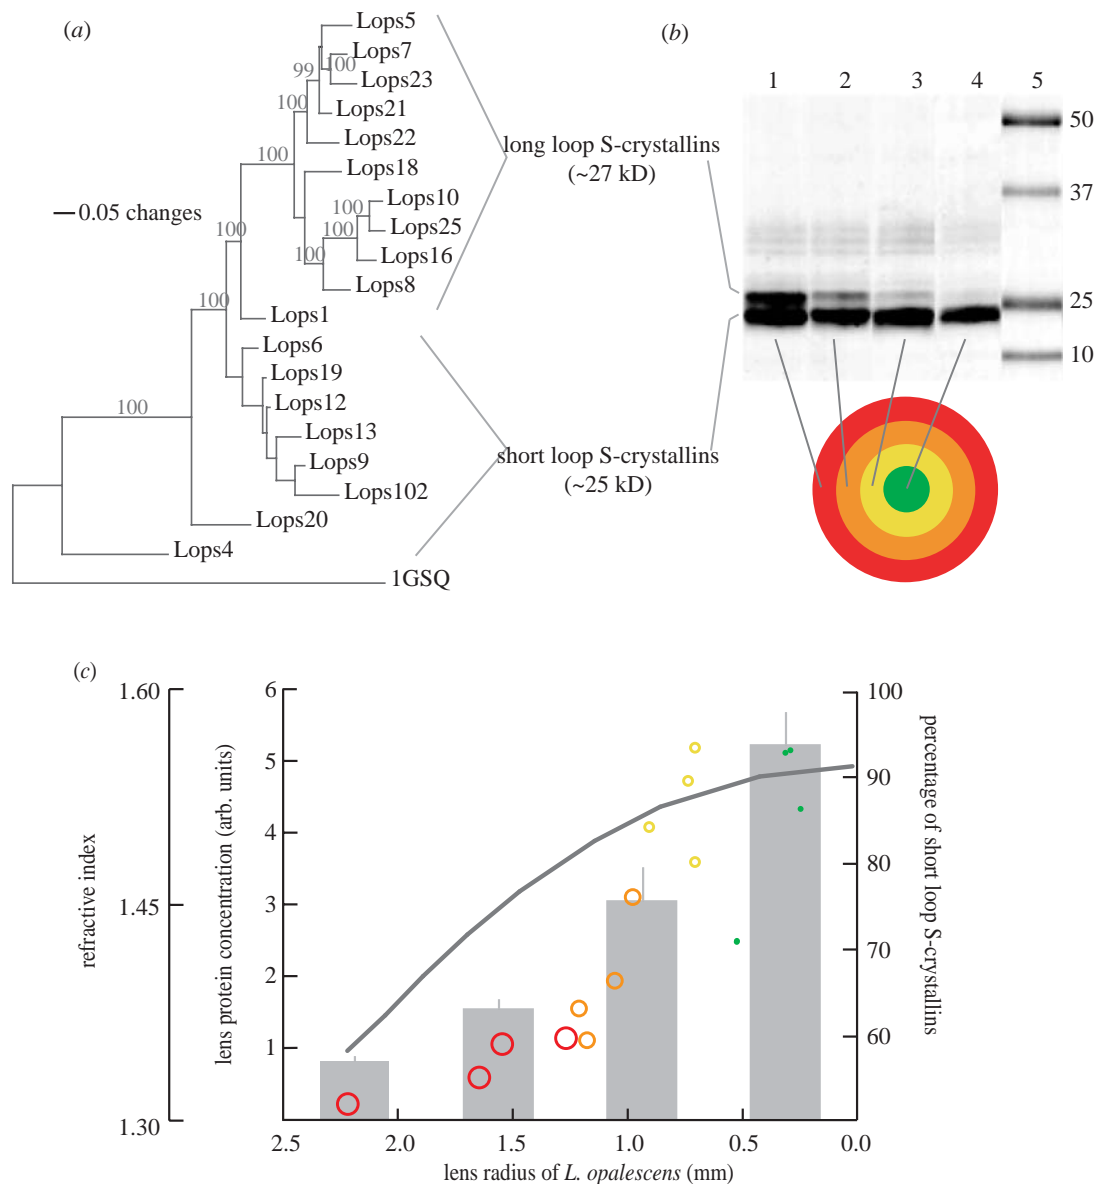 (a)
Lops5
Lops7
99
100
Lops23
100
Lops21
Lops22
100
Lops18
Lops10
100
Lops25
100
100
Lops16
100
Lops8
0.05 changes
100
Lops1
Lops6
Lops19
Lops12
100
Lops13
Lops9
Lops102
Lops20
Lops4
1GSQ
long loop S-crystallins
(~27 kD)
short loop S-crystallins
(~25 kD)
(b)
1 2 3 4 5
50
37
25
10
(c)
refractive index
1.60
1.45
1.30
lens protein concentration (arb. units)
6
5
4
3
2
1
2.5 2.0 1.5 1.0 0.5 0.0
lens radius of L. opalescens (mm)
100
90
80
70
60
percentage of short loop S-crystallins